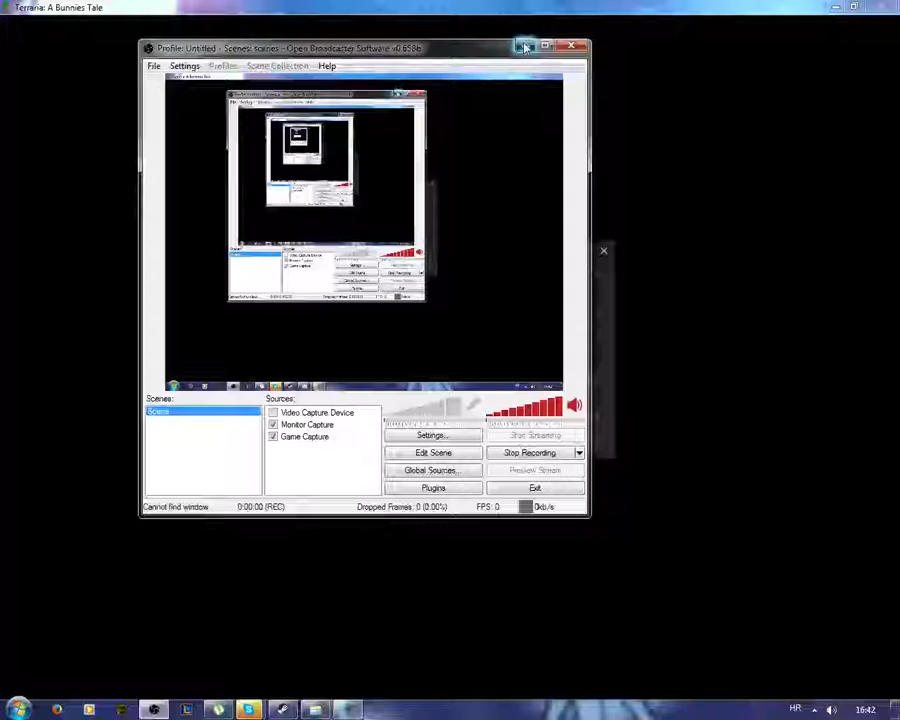 Terraria: A Bunnies Tale
Profile: Untitled - Scenes: scenes - Open Broadcaster Software v0.658b
File Settings Profiles Scene Collection Help
Scenes: Sources:
Scene
Video Capture Device
Monitor Capture
Game Capture
Settings... Start Streaming
Edit Scene Stop Recording
Global Sources... Preview Stream
Plugins Exit
Cannot find window 0:00:00 (REC) Dropped Frames: 0 (0.00%) FPS: 0 0kb/s
HR 16:42